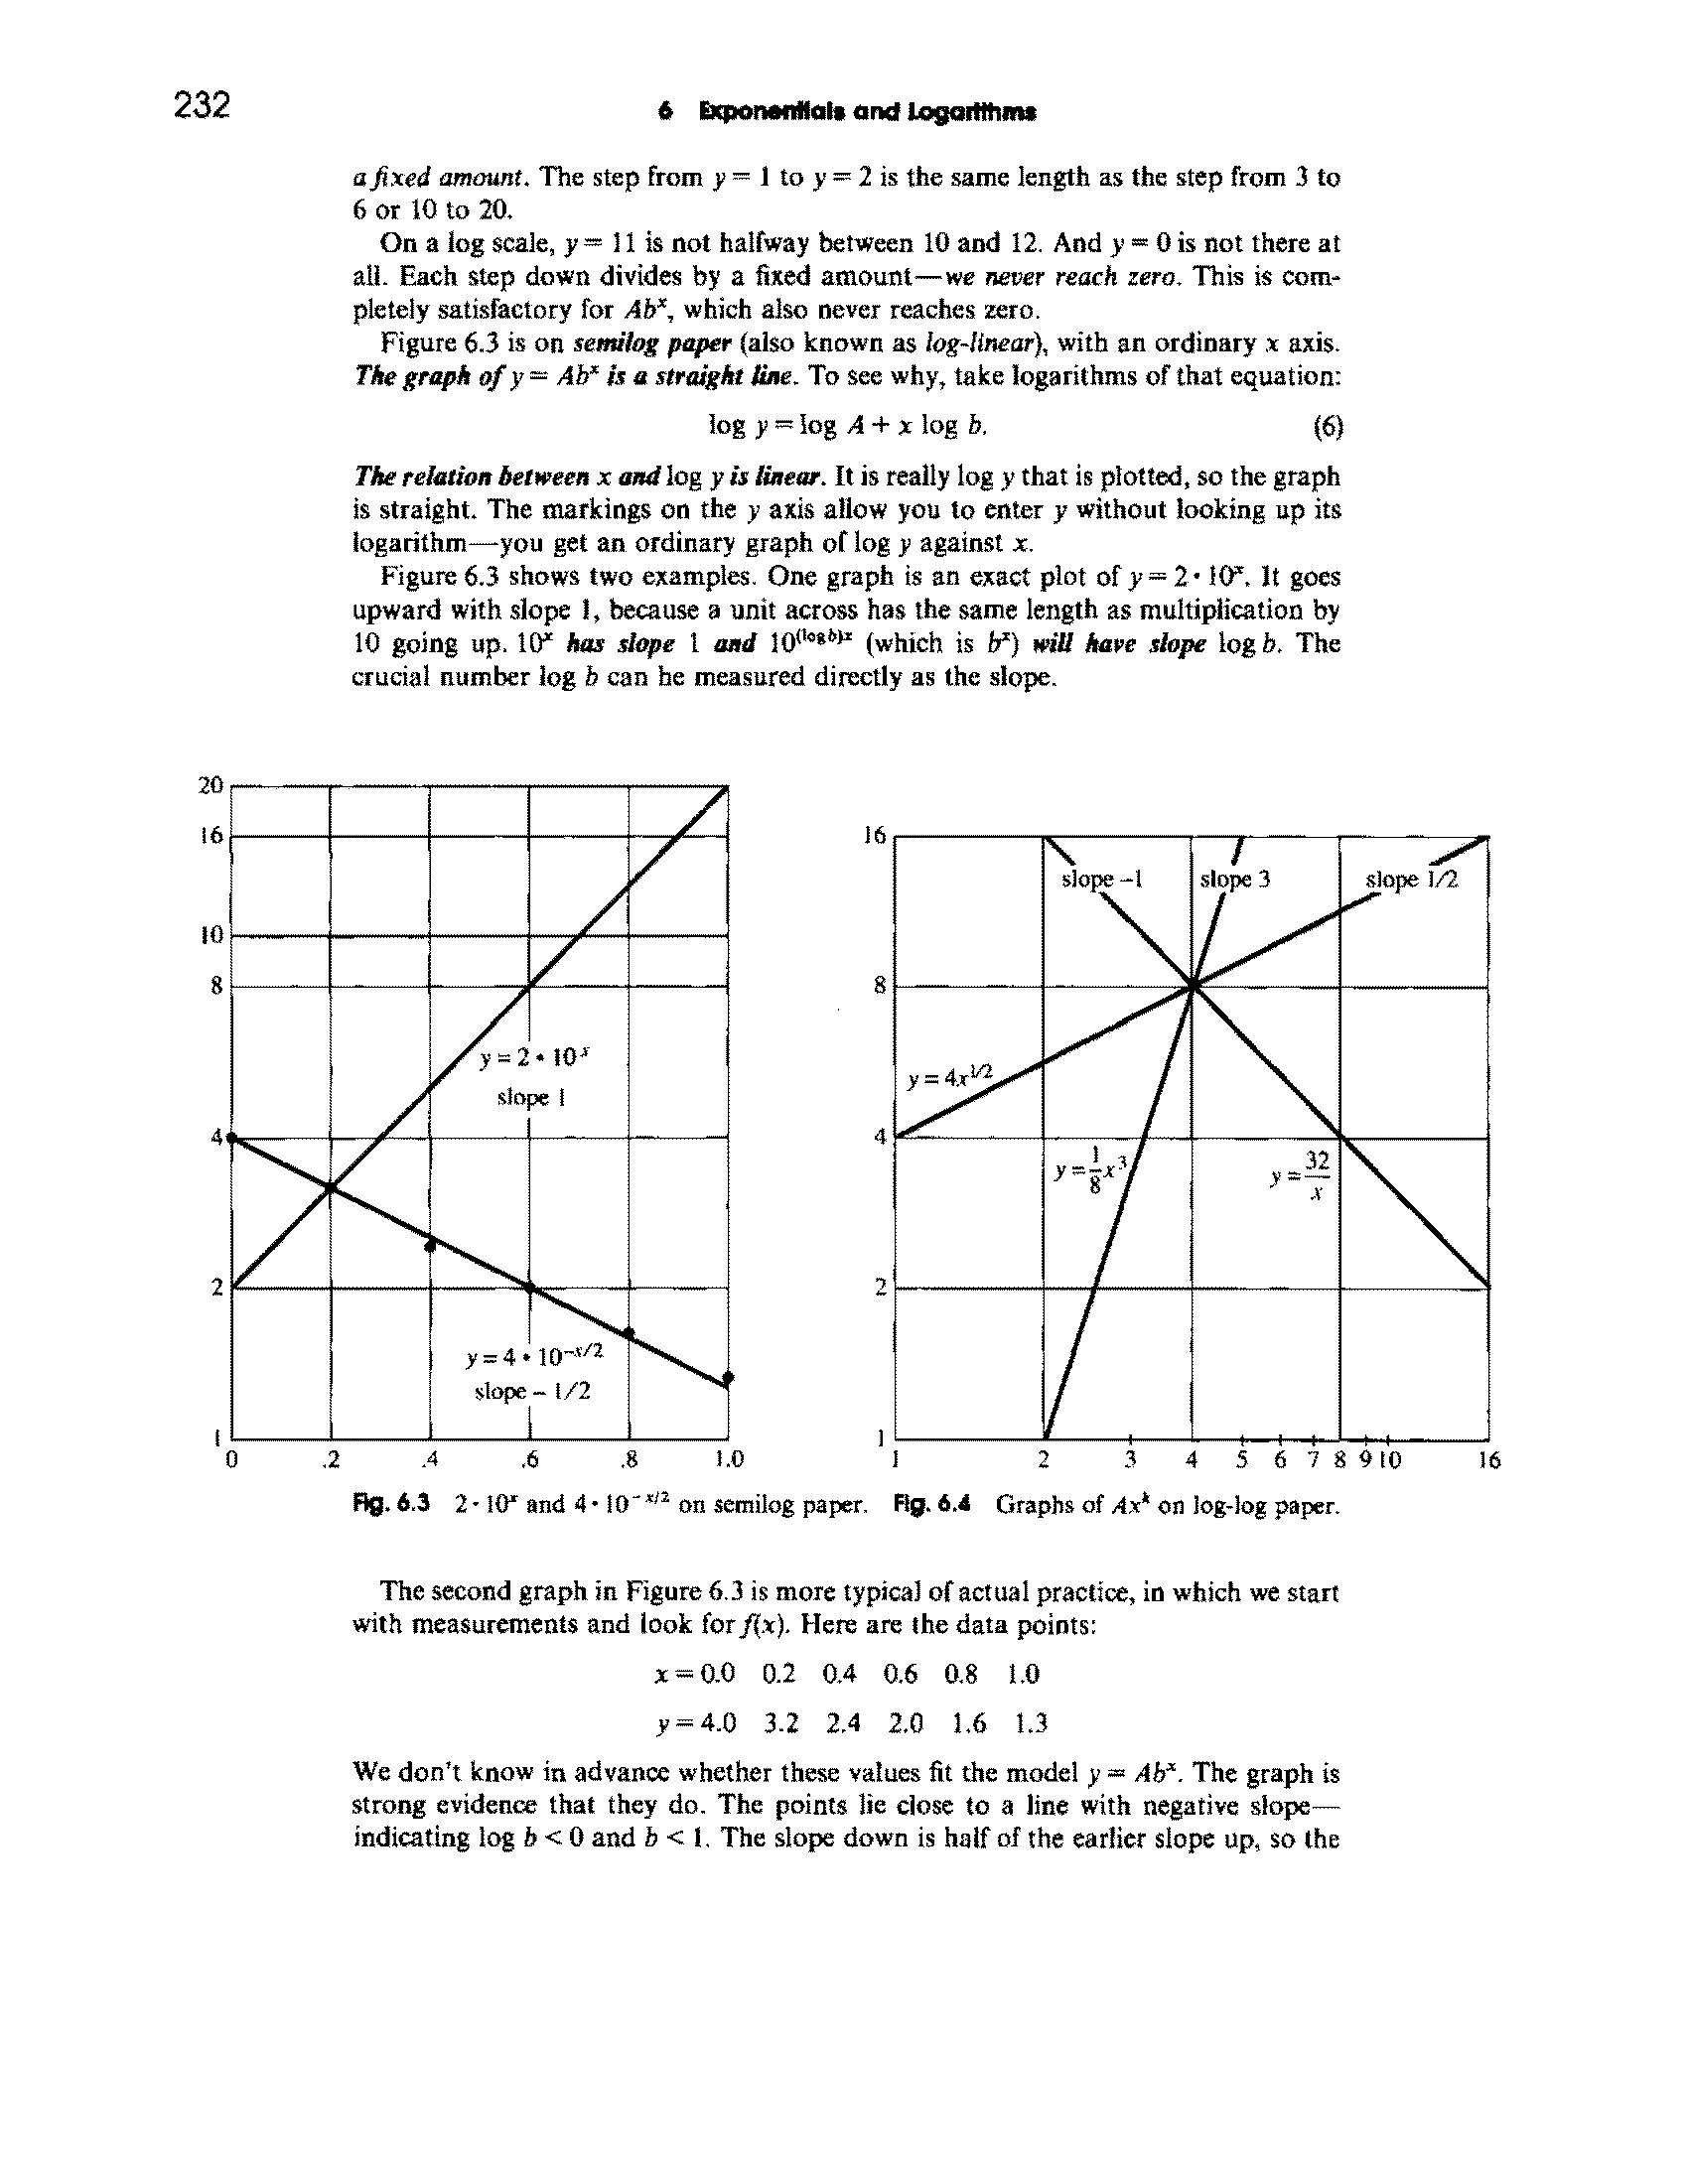 232
6 Exponentials and Logarithms
a fixed amount. The step from y = 1 to y = 2 is the same length as the step from 3 to
6 or 10 to 20.
On a log scale, y = 11 is not halfway between 10 and 12. And y = 0 is not there at
all. Each step down divides by a fixed amount—we never reach zero. This is com-
pletely satisfactory for Abˣ, which also never reaches zero.
Figure 6.3 is on semilog paper (also known as log-linear), with an ordinary x axis.
The graph of y = Abˣ is a straight line. To see why, take logarithms of that equation:
log y = log A + x log b. (6)
The relation between x and log y is linear. It is really log y that is plotted, so the graph
is straight. The markings on the y axis allow you to enter y without looking up its
logarithm—you get an ordinary graph of log y against x.
Figure 6.3 shows two examples. One graph is an exact plot of y = 2 · 10ˣ. It goes
upward with slope 1, because a unit across has the same length as multiplication by
10 going up. 10ˣ has slope 1 and 10^(log b)x (which is bˣ) will have slope log b. The
crucial number log b can be measured directly as the slope.
20
16
10
8
4
2
1
y = 2 • 10ˣ
slope 1
y = 4 • 10^-x/2
slope - 1/2
0 .2 .4 .6 .8 1.0
16
8
4
2
1
slope -1
slope 3
slope 1/2
y = 4x^1/2
y = 1/8 x³
y = 32/x
1 2 3 4 5 6 7 8 9 10 16
Fig. 6.3 2 · 10ˣ and 4 · 10^-x/2 on semilog paper.
Fig. 6.4 Graphs of Axᵏ on log-log paper.
The second graph in Figure 6.3 is more typical of actual practice, in which we start
with measurements and look for f(x). Here are the data points:
x = 0.0 0.2 0.4 0.6 0.8 1.0
y = 4.0 3.2 2.4 2.0 1.6 1.3
We don't know in advance whether these values fit the model y = Abˣ. The graph is
strong evidence that they do. The points lie close to a line with negative slope—
indicating log b < 0 and b < 1. The slope down is half of the earlier slope up, so the